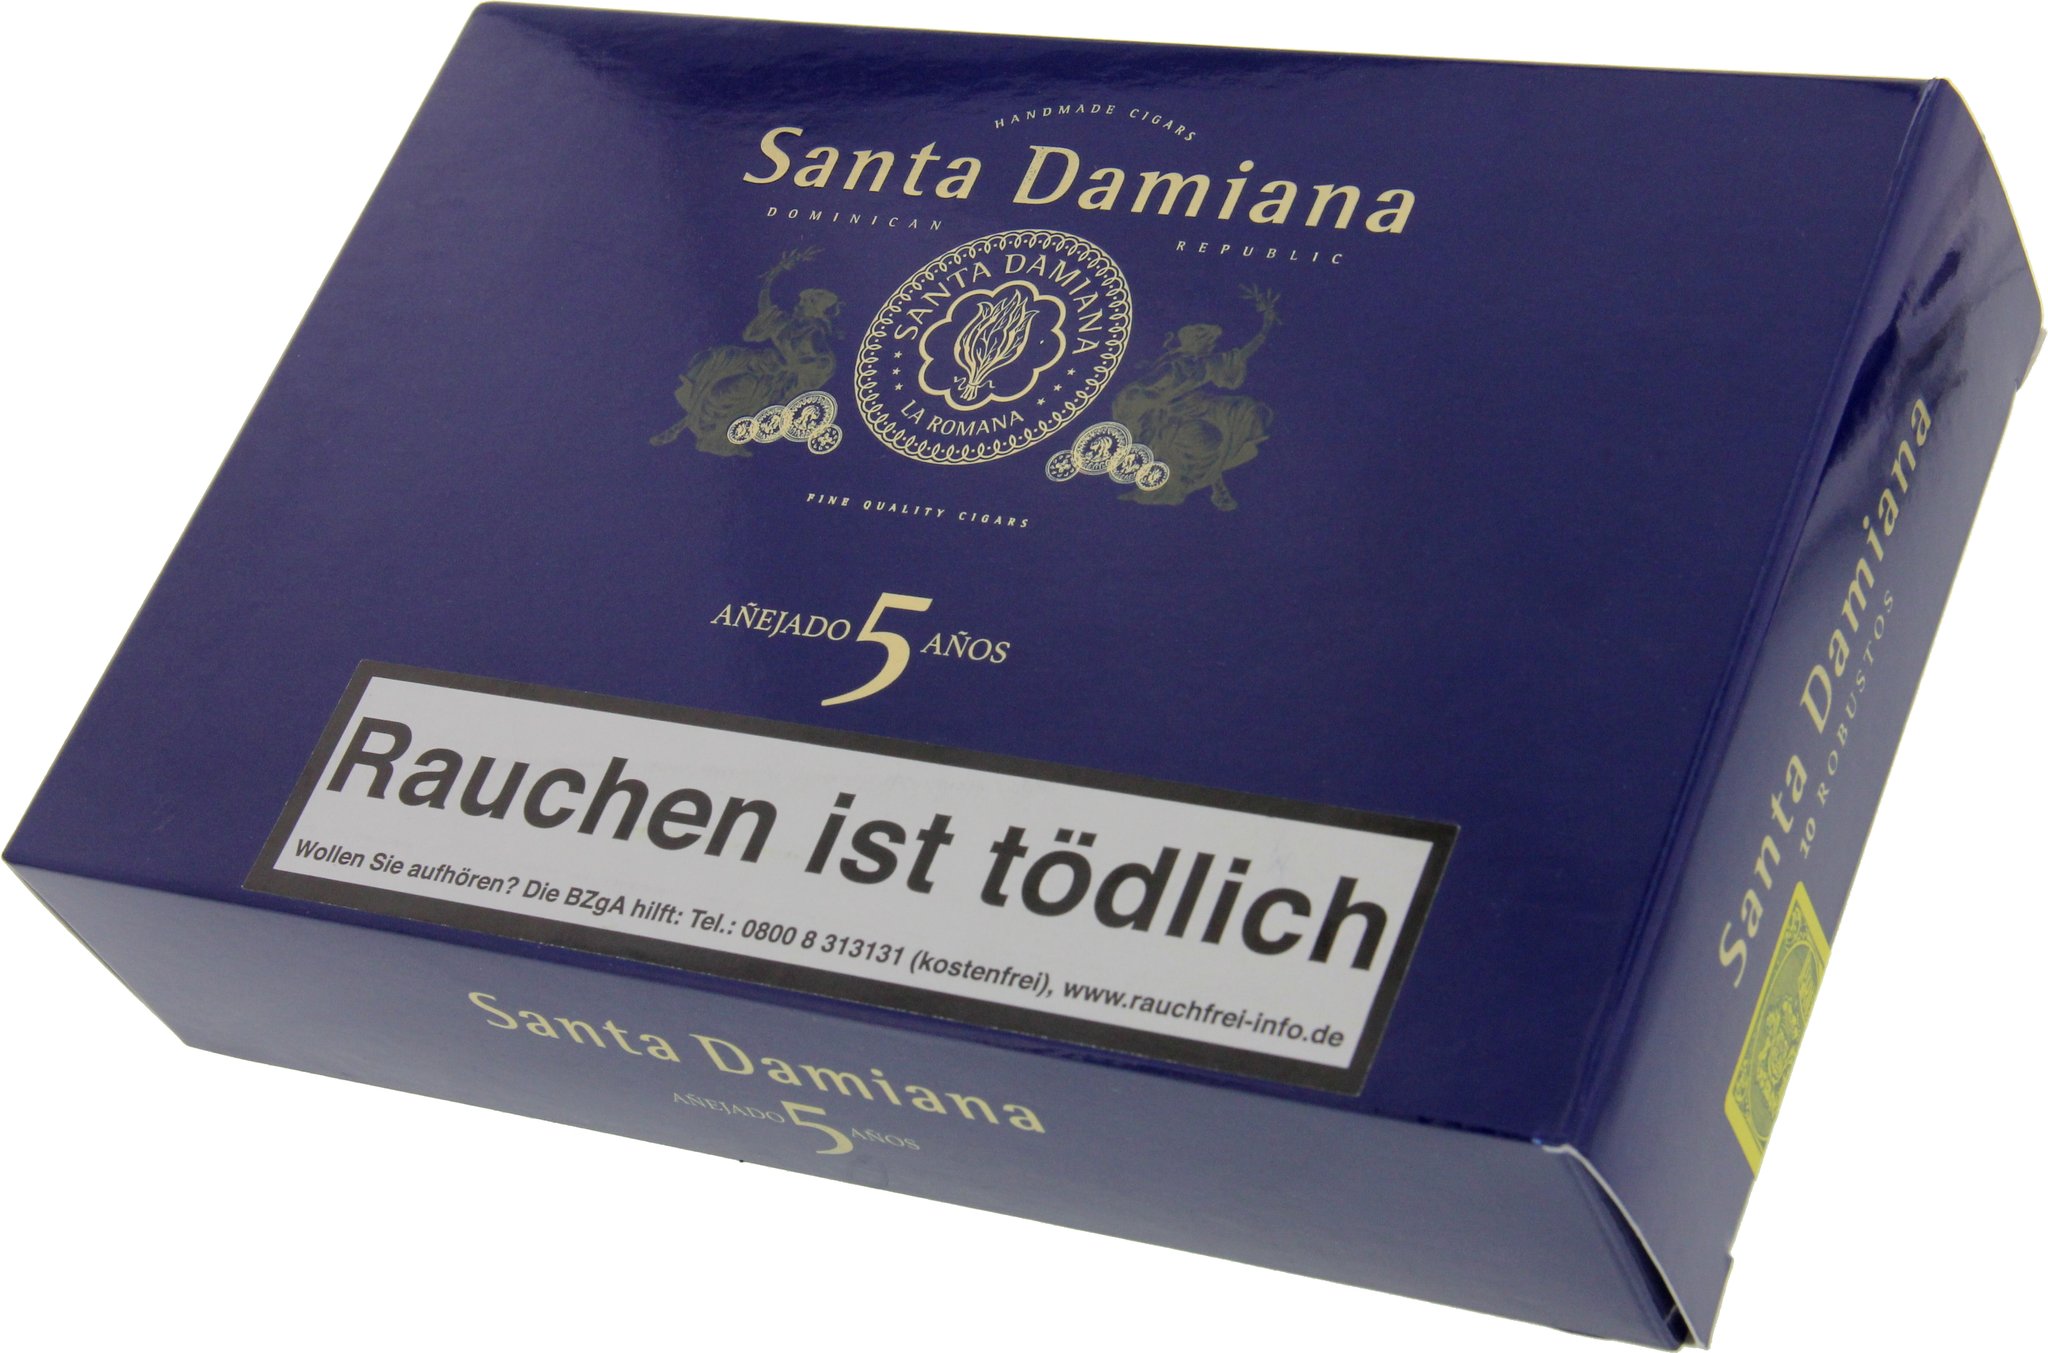 HANDMADE CIGARS
Santa Damiana
DOMINICAN REPUBLIC
SANTA DAMIANA
LA ROMANA
FINE QUALITY CIGARS
AÑEJADO 5 AÑOS
Rauchen ist tödlich
Wollen Sie aufhören? Die BZgA hilft: Tel.: 0800 8 313131 (kostenfrei), www.rauchfrei-info.de
Santa Damiana
AÑEJADO 5 AÑOS
Santa Damiana
10 ROBUSTOS